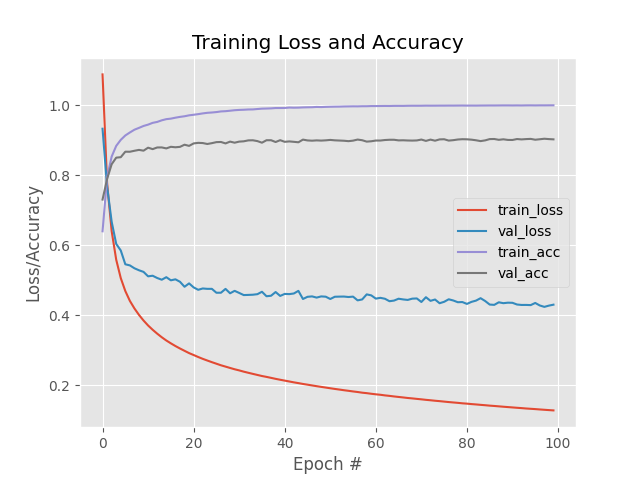 Training Loss and Accuracy
Loss/Accuracy
1.0
0.8
0.6
0.4
0.2
train_loss
val_loss
train_acc
val_acc
0 20 40 60 80 100
Epoch #